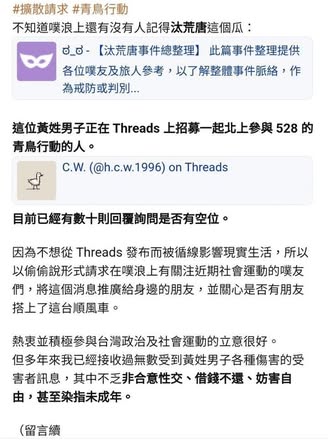 #擴散請求 #青鳥行動
不知道噗浪上還有沒有人記得汰荒唐這個瓜：
ಠ_ಠ - 【汰荒唐事件總整理】 此篇事件整理提供
各位噗友及旅人參考，以了解整體事件脈絡，作
為戒防或判別...
這位黃姓男子正在 Threads 上招募一起北上參與 528 的
青鳥行動的人。
C.W. (@h.c.w.1996) on Threads
目前已經有數十則回覆詢問是否有空位。
因為不想從 Threads 發布而被循線影響現實生活，所以
以偷偷說形式請求在噗浪上有關注近期社會運動的噗友
們，將這個消息推廣給身邊的朋友，並關心是否有朋友
搭上了這台順風車。
熱衷並積極參與台灣政治及社會運動的立意很好。
但多年來我已經接收過無數受到黃姓男子各種傷害的受
害者訊息，其中不乏非合意性交、借錢不還、妨害自
由，甚至染指未成年。
（留言續